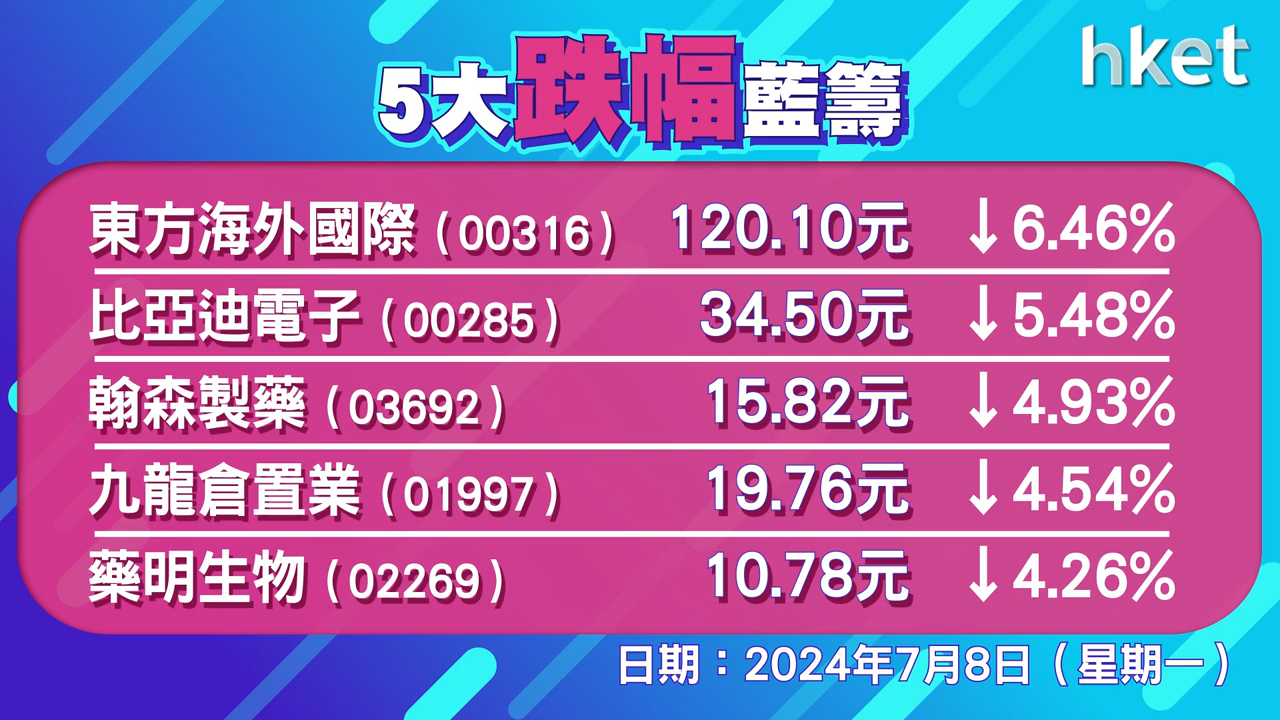 hket
5大跌幅藍籌
東方海外國際（00316） 120.10元 ↓6.46%
比亞迪電子（00285） 34.50元 ↓5.48%
翰森製藥（03692） 15.82元 ↓4.93%
九龍倉置業（01997） 19.76元 ↓4.54%
藥明生物（02269） 10.78元 ↓4.26%
日期：2024年7月8日（星期一）